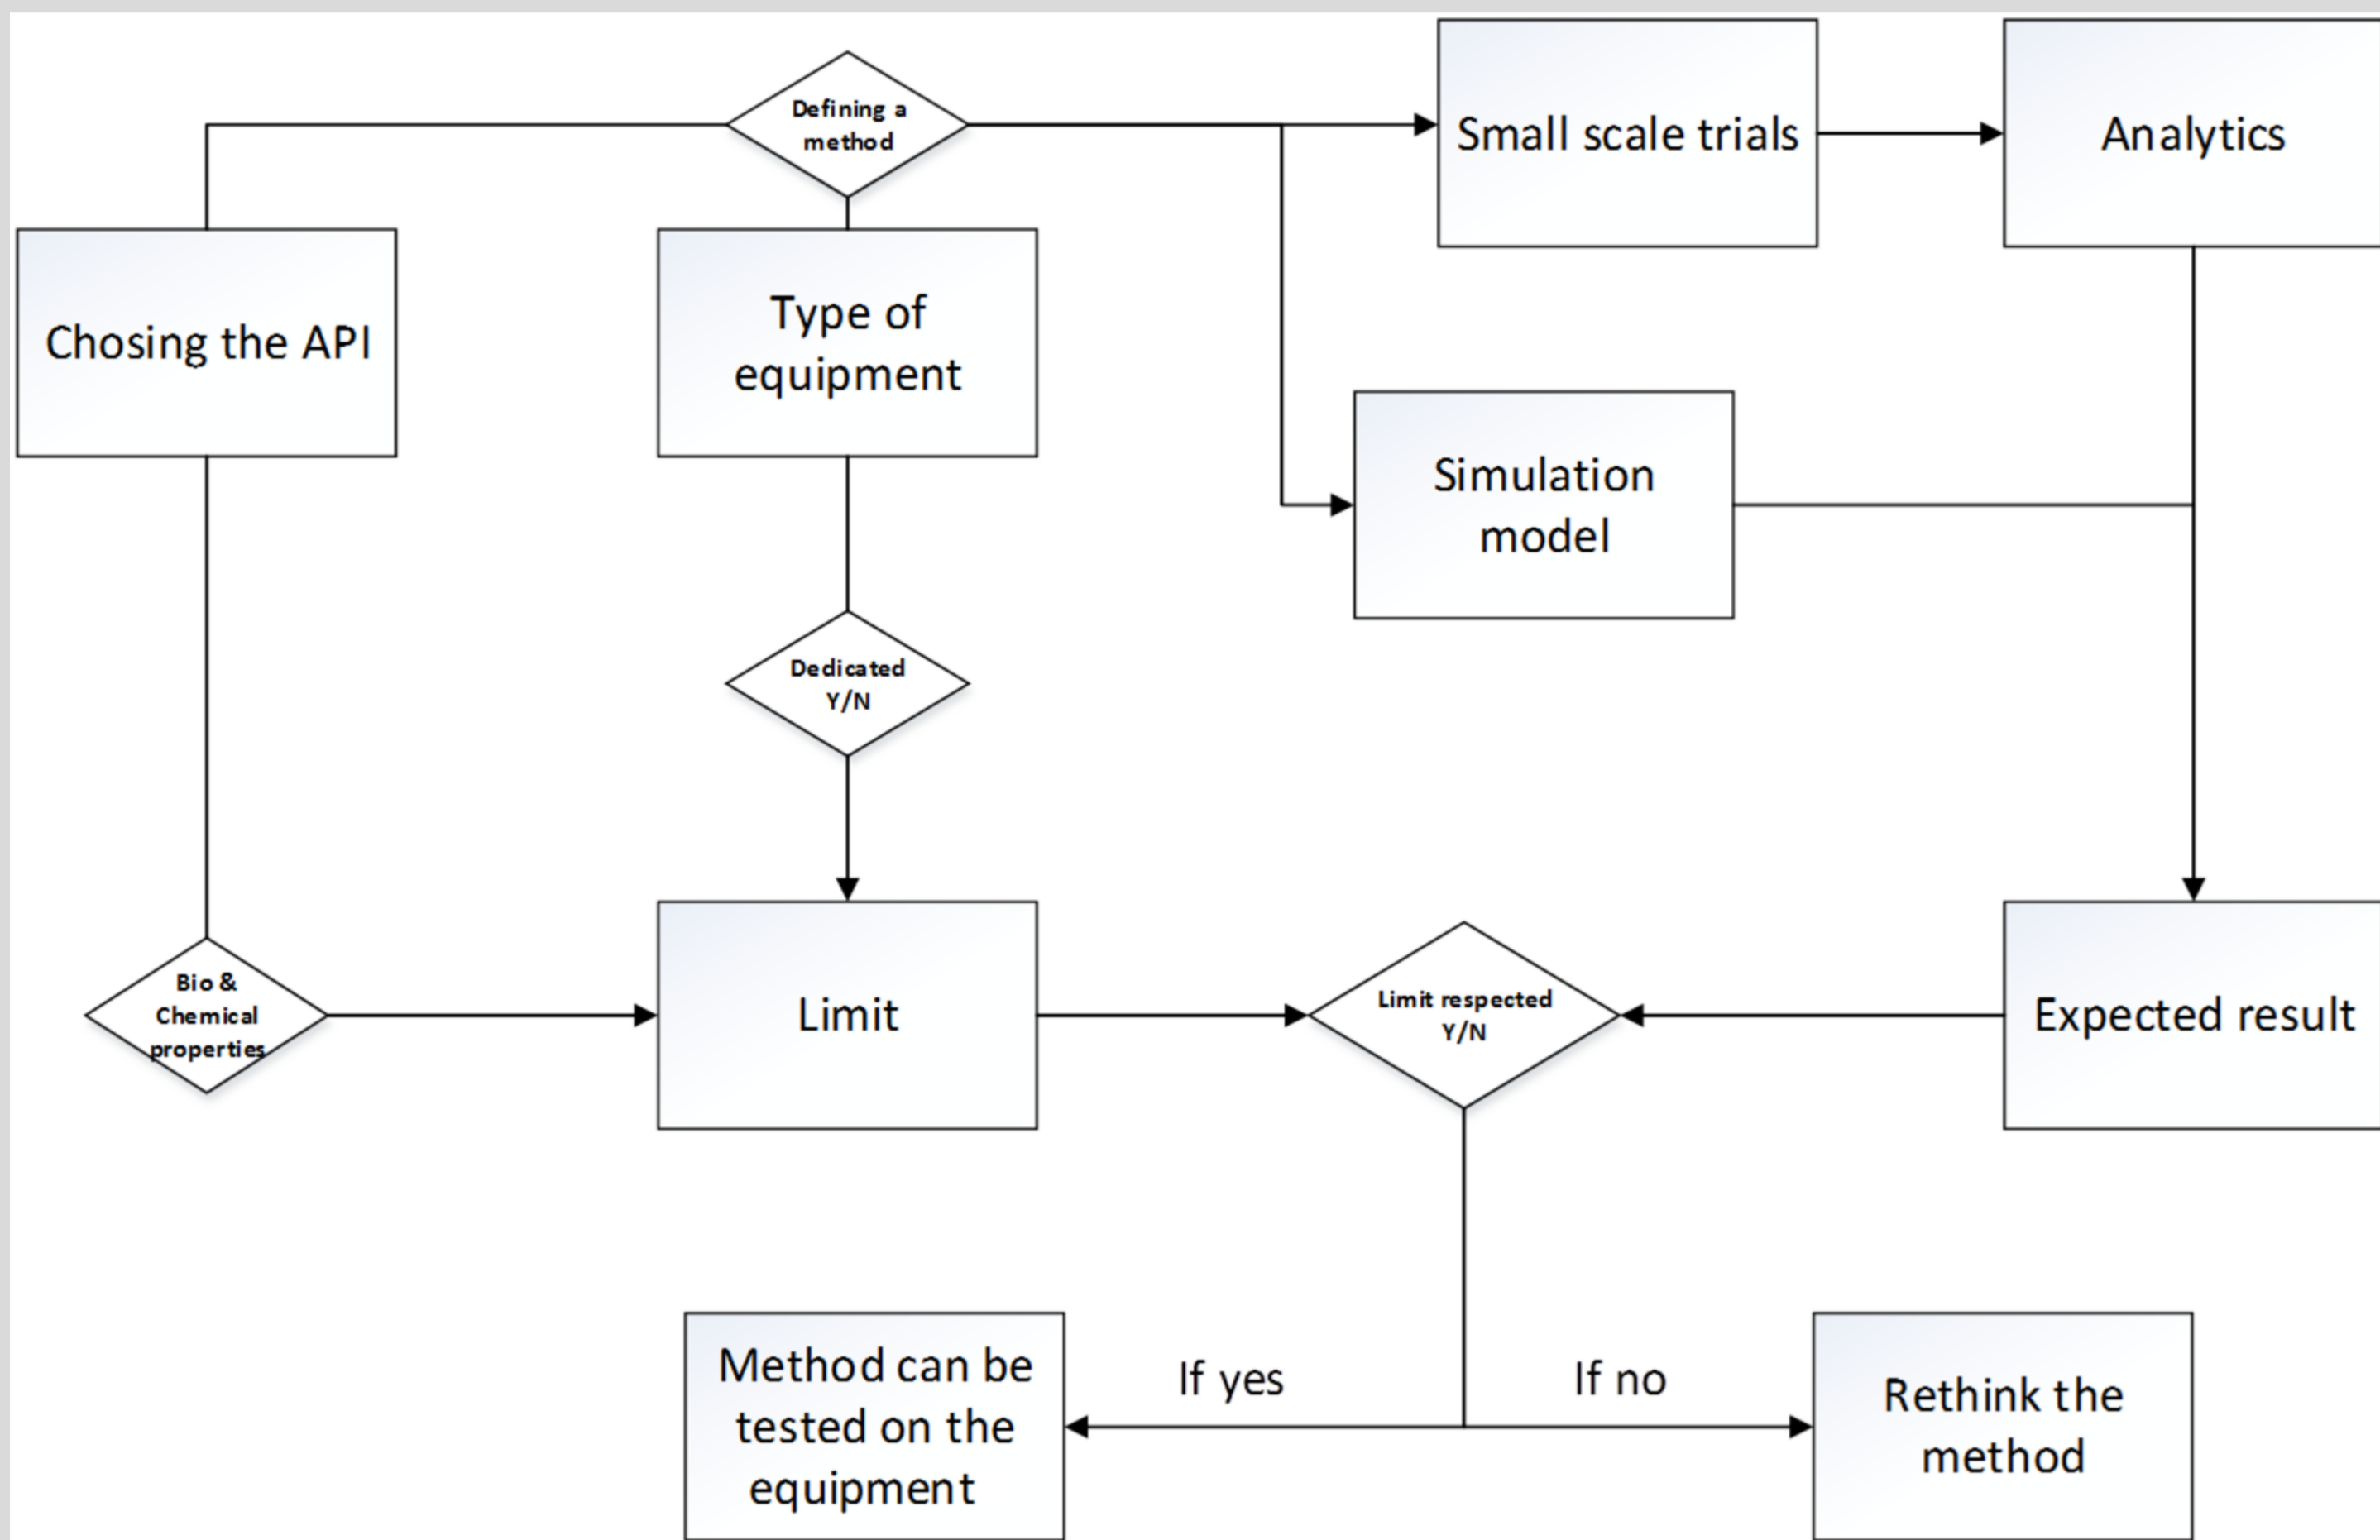 Defining a
method
Small scale trials
Analytics
Chosing the API
Type of
equipment
Simulation
model
Dedicated
Y/N
Bio &
Chemical
properties
Limit
Limit respected
Y/N
Expected result
If yes
If no
Method can be
tested on the
equipment
Rethink the
method